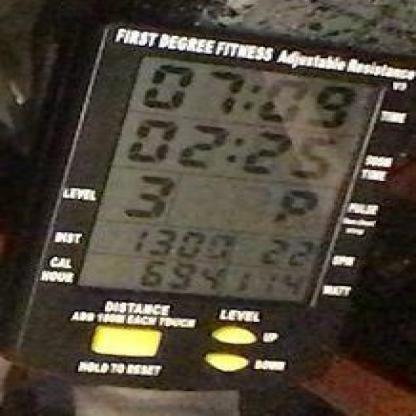 FIRST DEGREE FITNESS Adjustable Resistance
07:09 TIME
02:25 500M TIME
LEVEL 3 P PULSE
DIST 1300 22 SPM
CAL HOUR 694 114 WATT
DISTANCE LEVEL
ADD 100M EACH TOUCH UP
HOLD TO RESET DOWN